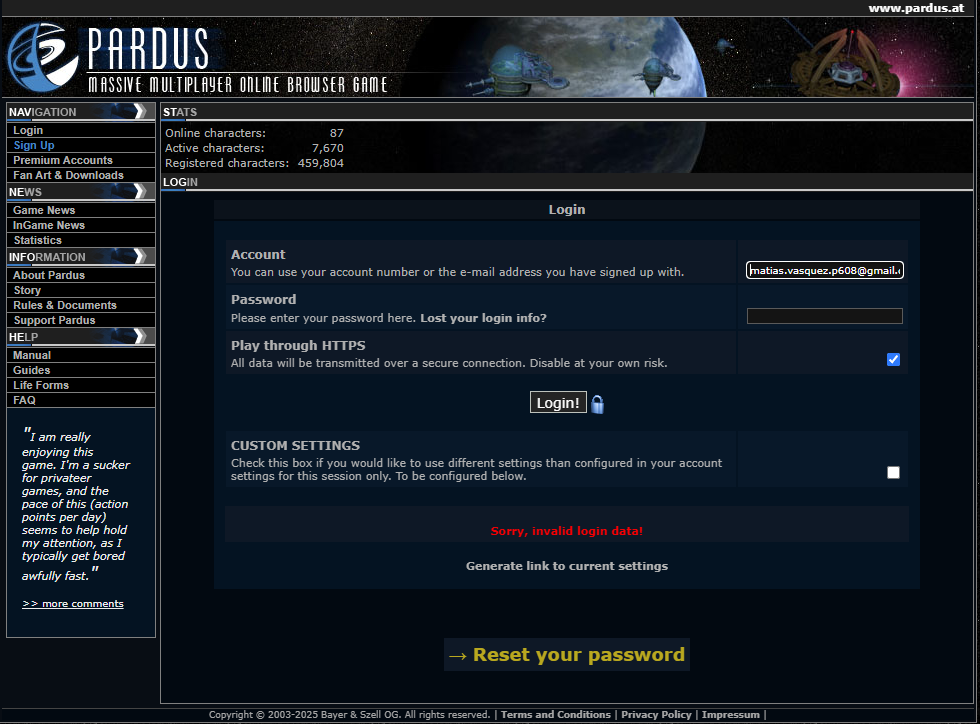 www.pardus.at
PARDUS
MASSIVE MULTIPLAYER ONLINE BROWSER GAME
NAVIGATION
Login
Sign Up
Premium Accounts
Fan Art & Downloads
NEWS
Game News
InGame News
Statistics
INFORMATION
About Pardus
Story
Rules & Documents
Support Pardus
HELP
Manual
Guides
Life Forms
FAQ
"I am really
enjoying this
game. I'm a sucker
for privateer
games, and the
pace of this (action
points per day)
seems to help hold
my attention, as I
typically get bored
awfully fast."
>> more comments
STATS
Online characters: 87
Active characters: 7,670
Registered characters: 459,804
LOGIN
Login
Account
You can use your account number or the e-mail address you have signed up with.
matias.vasquez.p608@gmail.
Password
Please enter your password here. Lost your login info?
Play through HTTPS
All data will be transmitted over a secure connection. Disable at your own risk.
Login!
CUSTOM SETTINGS
Check this box if you would like to use different settings than configured in your account
settings for this session only. To be configured below.
Sorry, invalid login data!
Generate link to current settings
→ Reset your password
Copyright © 2003-2025 Bayer & Szell OG. All rights reserved. | Terms and Conditions | Privacy Policy | Impressum |